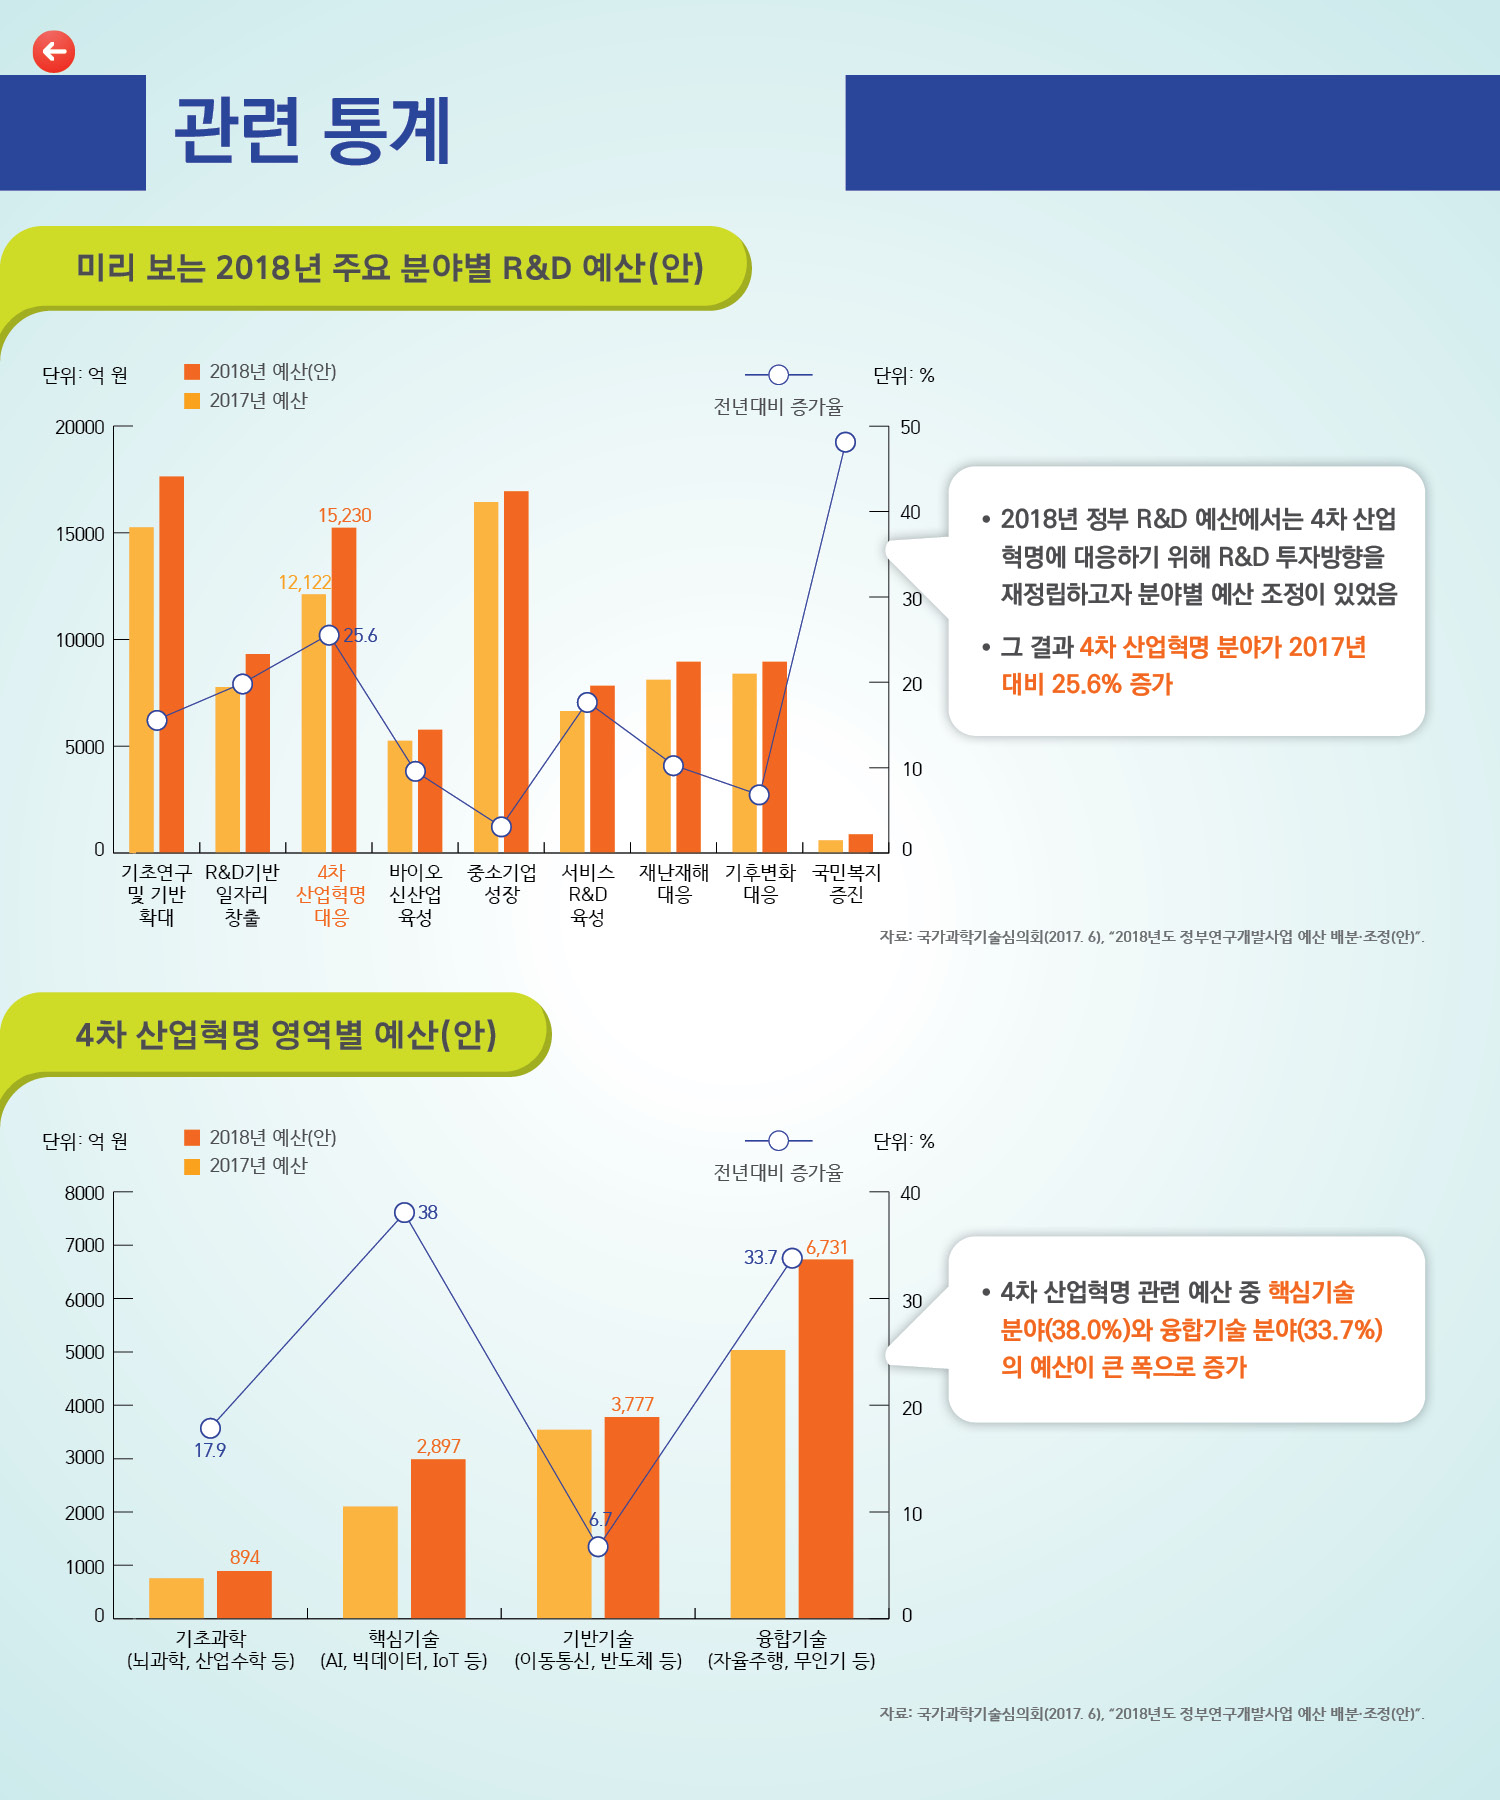 관련 통계
미리 보는 2018년 주요 분야별 R&D 예산(안)
단위: 억 원
2018년 예산(안)
2017년 예산
전년대비 증가율
단위: %
20000
15000
10000
5000
0
50
40
30
20
10
0
12,122
15,230
25.6
기초연구
및 기반
확대
R&D기반
일자리
창출
4차
산업혁명
대응
바이오
신산업
육성
중소기업
성장
서비스
R&D
육성
재난재해
대응
기후변화
대응
국민복지
증진
• 2018년 정부 R&D 예산에서는 4차 산업
혁명에 대응하기 위해 R&D 투자방향을
재정립하고자 분야별 예산 조정이 있었음
• 그 결과 4차 산업혁명 분야가 2017년
대비 25.6% 증가
자료: 국가과학기술심의회(2017. 6), “2018년도 정부연구개발사업 예산 배분·조정(안)”.
4차 산업혁명 영역별 예산(안)
단위: 억 원
2018년 예산(안)
2017년 예산
전년대비 증가율
단위: %
8000
7000
6000
5000
4000
3000
2000
1000
0
40
30
20
10
0
17.9
894
38
2,897
6.7
3,777
33.7
6,731
기초과학
(뇌과학, 산업수학 등)
핵심기술
(AI, 빅데이터, IoT 등)
기반기술
(이동통신, 반도체 등)
융합기술
(자율주행, 무인기 등)
• 4차 산업혁명 관련 예산 중 핵심기술
분야(38.0%)와 융합기술 분야(33.7%)
의 예산이 큰 폭으로 증가
자료: 국가과학기술심의회(2017. 6), “2018년도 정부연구개발사업 예산 배분·조정(안)”.